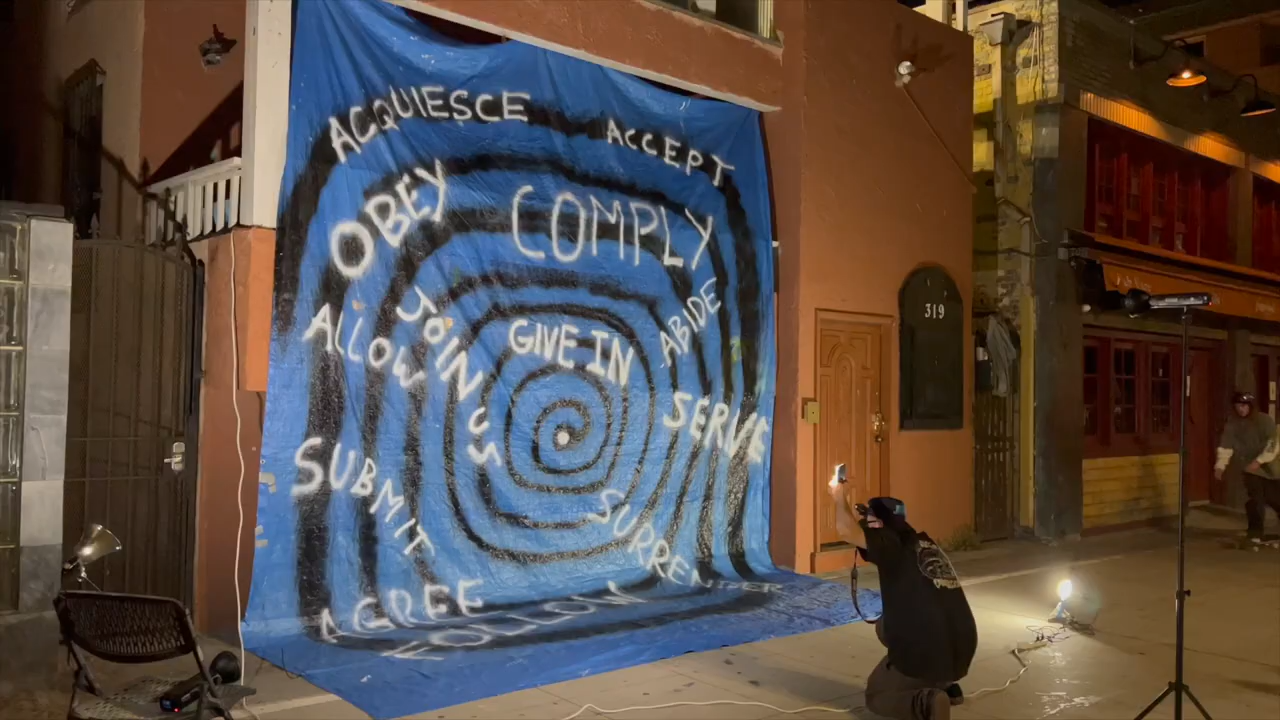 ACQUIESCE
ACCEPT
OBEY
COMPLY
ABIDE
ALLOW
JOIN US
GIVE IN
SERVE
SUBMIT
SURRENDER
AGREE
FOLLOW
319